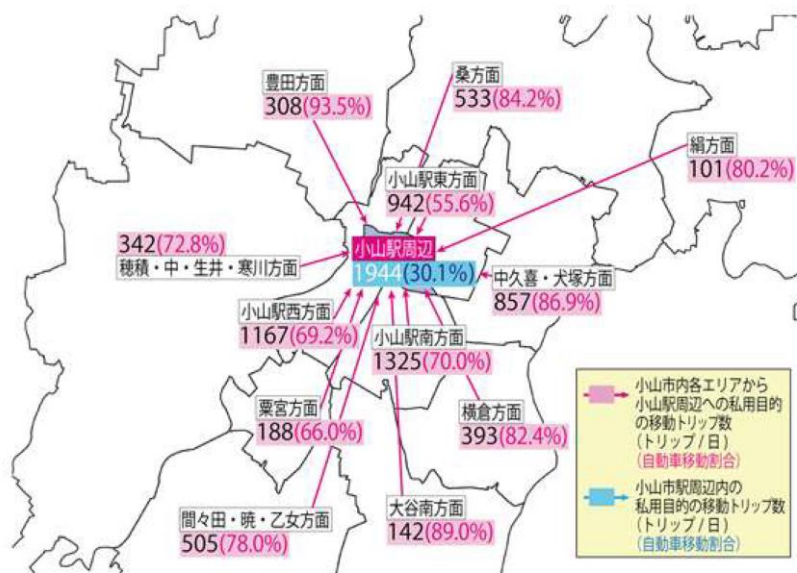 豊田方面
308(93.5%)
桑方面
533(84.2%)
絹方面
101(80.2%)
小山駅東方面
942(55.6%)
342(72.8%)
穂積・中・生井・寒川方面
小山駅周辺
1944(30.1%)
中久喜・犬塚方面
857(86.9%)
小山駅西方面
1167(69.2%)
小山駅南方面
1325(70.0%)
粟宮方面
188(66.0%)
横倉方面
393(82.4%)
間々田・暁・乙女方面
505(78.0%)
大谷南方面
142(89.0%)
小山市内各エリアから
小山駅周辺への私用目的
の移動トリップ数
(トリップ/日)
(自動車移動割合)
小山市駅周辺内の
私用目的の移動トリップ数
(トリップ/日)
(自動車移動割合)